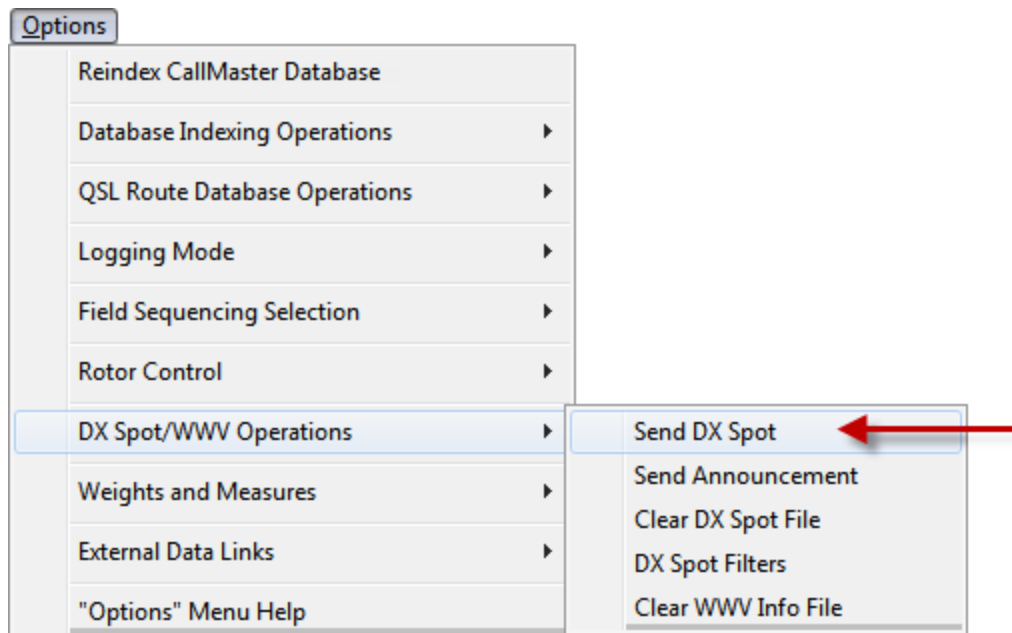 Options
Reindex CallMaster Database
Database Indexing Operations
QSL Route Database Operations
Logging Mode
Field Sequencing Selection
Rotor Control
DX Spot/WWV Operations
Weights and Measures
External Data Links
"Options" Menu Help
Send DX Spot
Send Announcement
Clear DX Spot File
DX Spot Filters
Clear WWV Info File